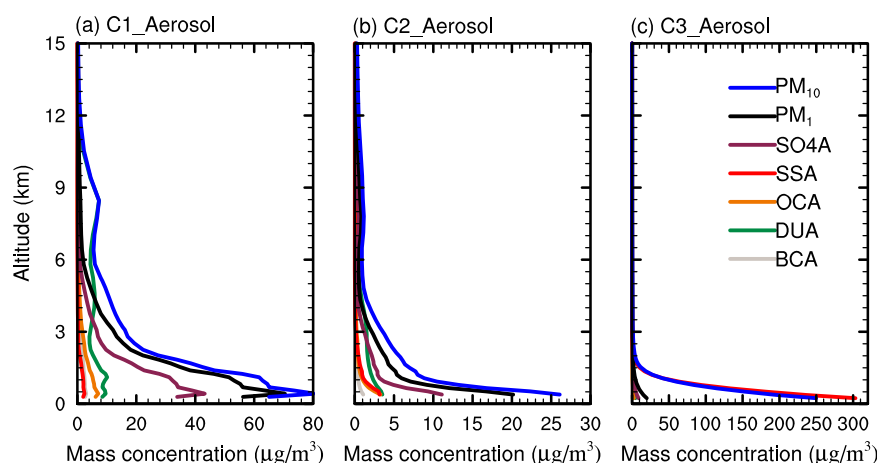 (a) C1_Aerosol (b) C2_Aerosol (c) C3_Aerosol
15
12
9
6
3
0
Altitude (km)
PM₁₀
PM₁
SO4A
SSA
OCA
DUA
BCA
0 20 40 60 80 0 5 10 15 20 25 30 0 50 100 150 200 250 300
Mass concentration (μg/m³) Mass concentration (μg/m³) Mass concentration (μg/m³)